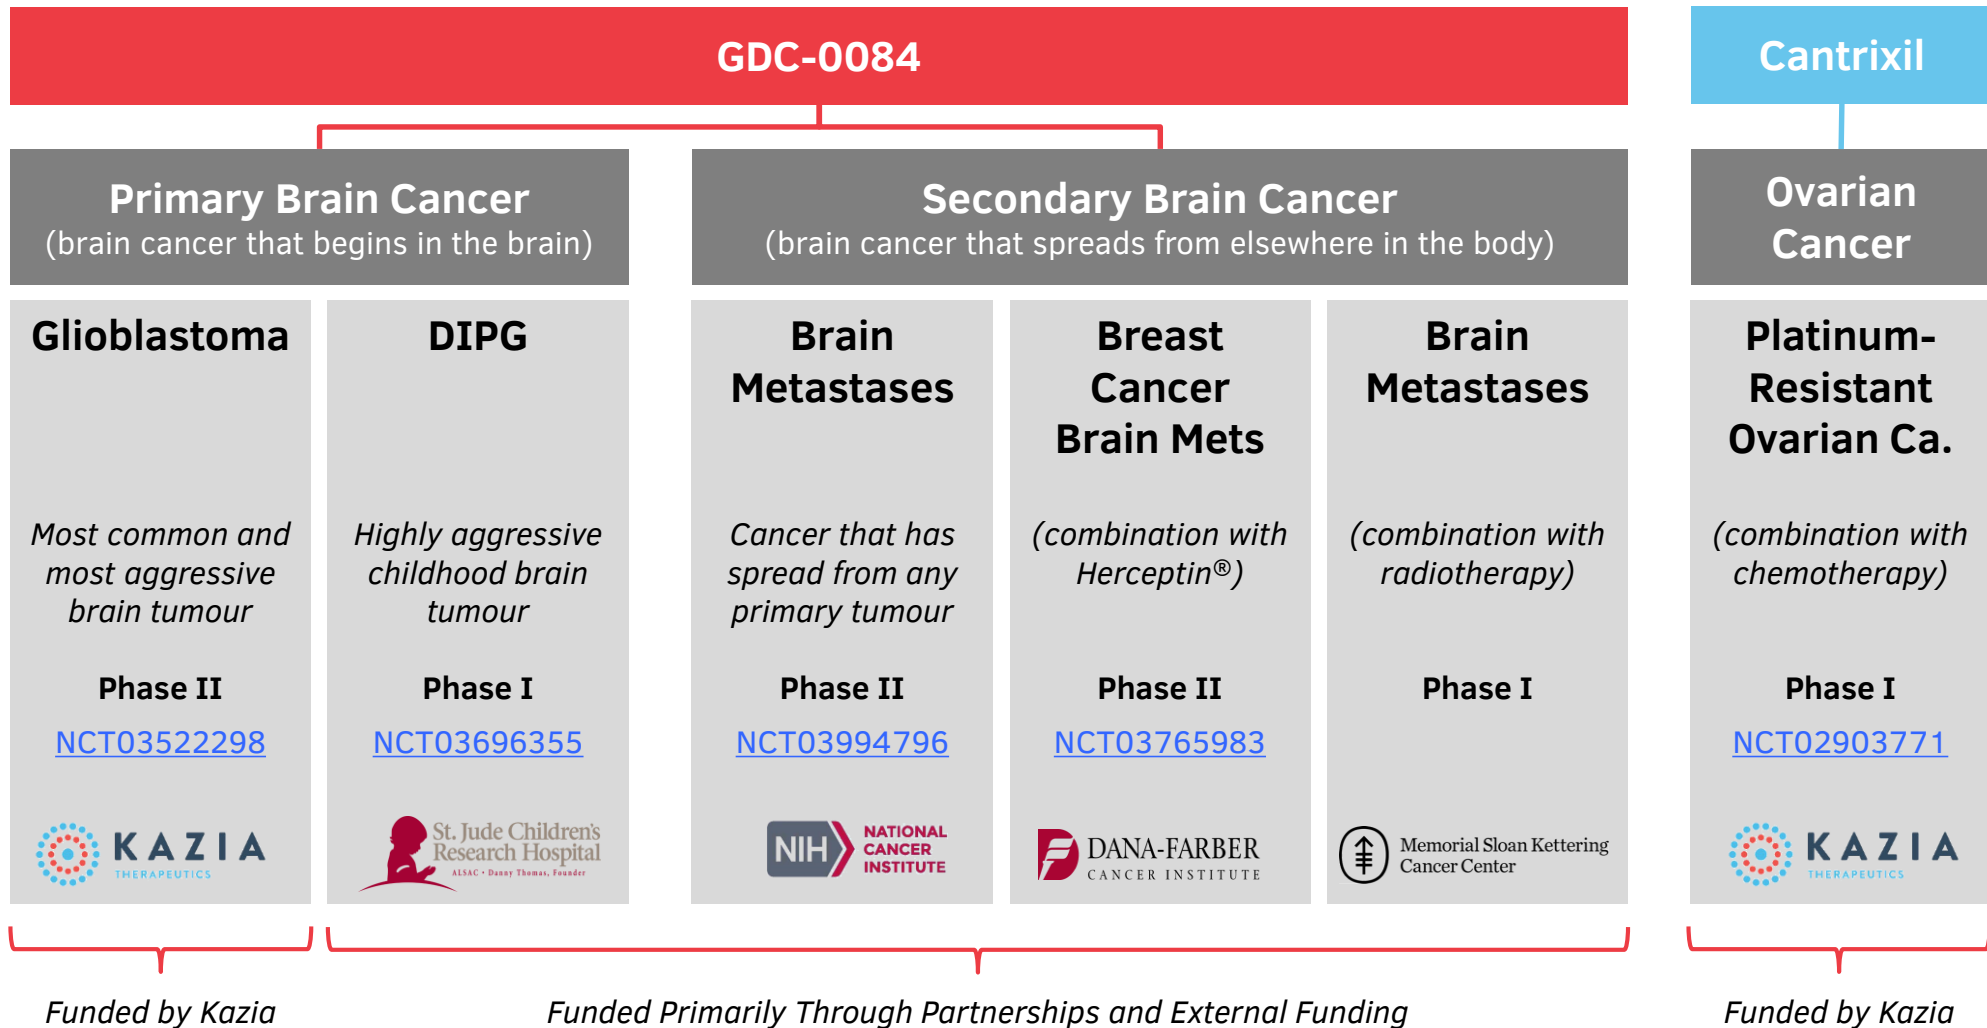 GDC-0084
Cantrixil
Primary Brain Cancer
(brain cancer that begins in the brain)
Secondary Brain Cancer
(brain cancer that spreads from elsewhere in the body)
Ovarian
Cancer
Glioblastoma
Most common and
most aggressive
brain tumour
Phase II
NCT03522298
KAZIA
THERAPEUTICS
DIPG
Highly aggressive
childhood brain
tumour
Phase I
NCT03696355
St. Jude Children's
Research Hospital
ALSAC • Danny Thomas, Founder
Brain
Metastases
Cancer that has
spread from any
primary tumour
Phase II
NCT03994796
NIH
NATIONAL
CANCER
INSTITUTE
Breast
Cancer
Brain Mets
(combination with
Herceptin®)
Phase II
NCT03765983
DANA-FARBER
CANCER INSTITUTE
Brain
Metastases
(combination with
radiotherapy)
Phase I
Memorial Sloan Kettering
Cancer Center
Platinum-
Resistant
Ovarian Ca.
(combination with
chemotherapy)
Phase I
NCT02903771
KAZIA
THERAPEUTICS
Funded by Kazia
Funded Primarily Through Partnerships and External Funding
Funded by Kazia